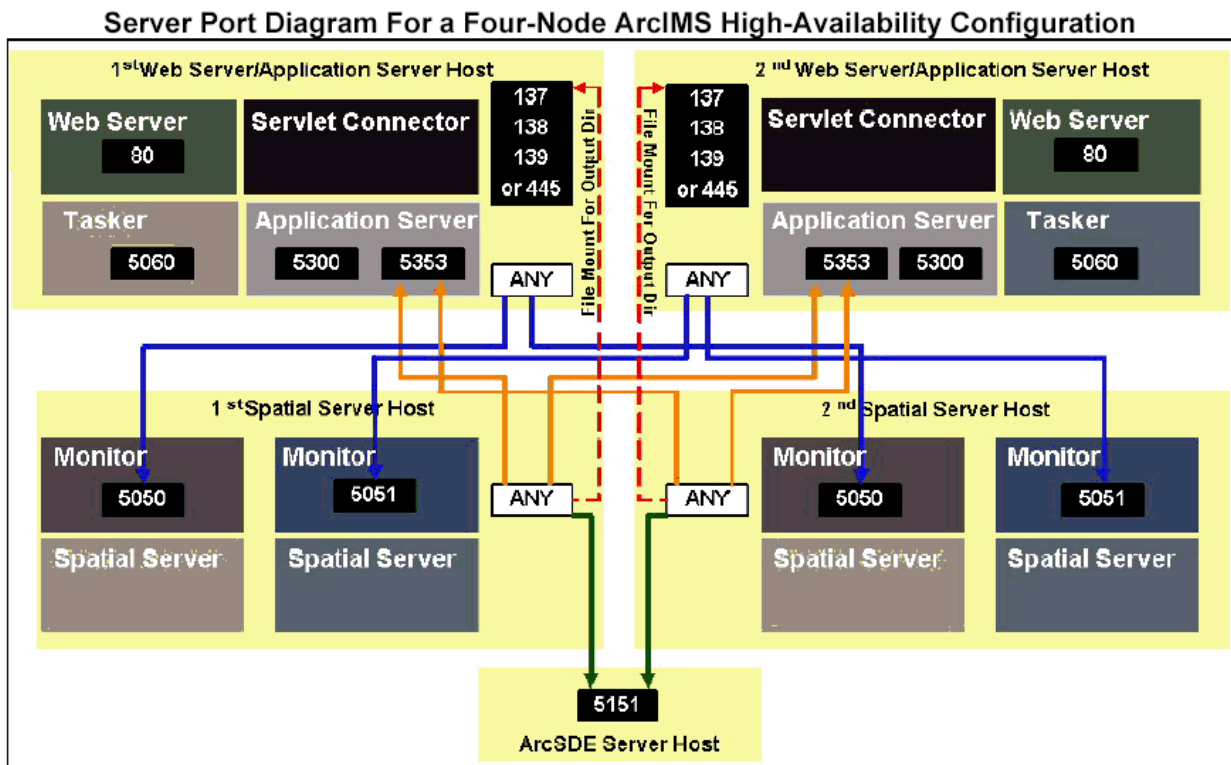 Server Port Diagram For a Four-Node ArcIMS High-Availability Configuration
1st Web Server/Application Server Host
Web Server
80
Servlet Connector
137
138
139
or 445
Tasker
5060
Application Server
5300
5353
ANY
File Mount For Output Dir
2nd Web Server/Application Server Host
137
138
139
or 445
Servlet Connector
Web Server
80
Application Server
5353
5300
Tasker
5060
ANY
File Mount For Output Dir
1st Spatial Server Host
Monitor
5050
Monitor
5051
ANY
Spatial Server
Spatial Server
2nd Spatial Server Host
ANY
Monitor
5050
Monitor
5051
Spatial Server
Spatial Server
5151
ArcSDE Server Host